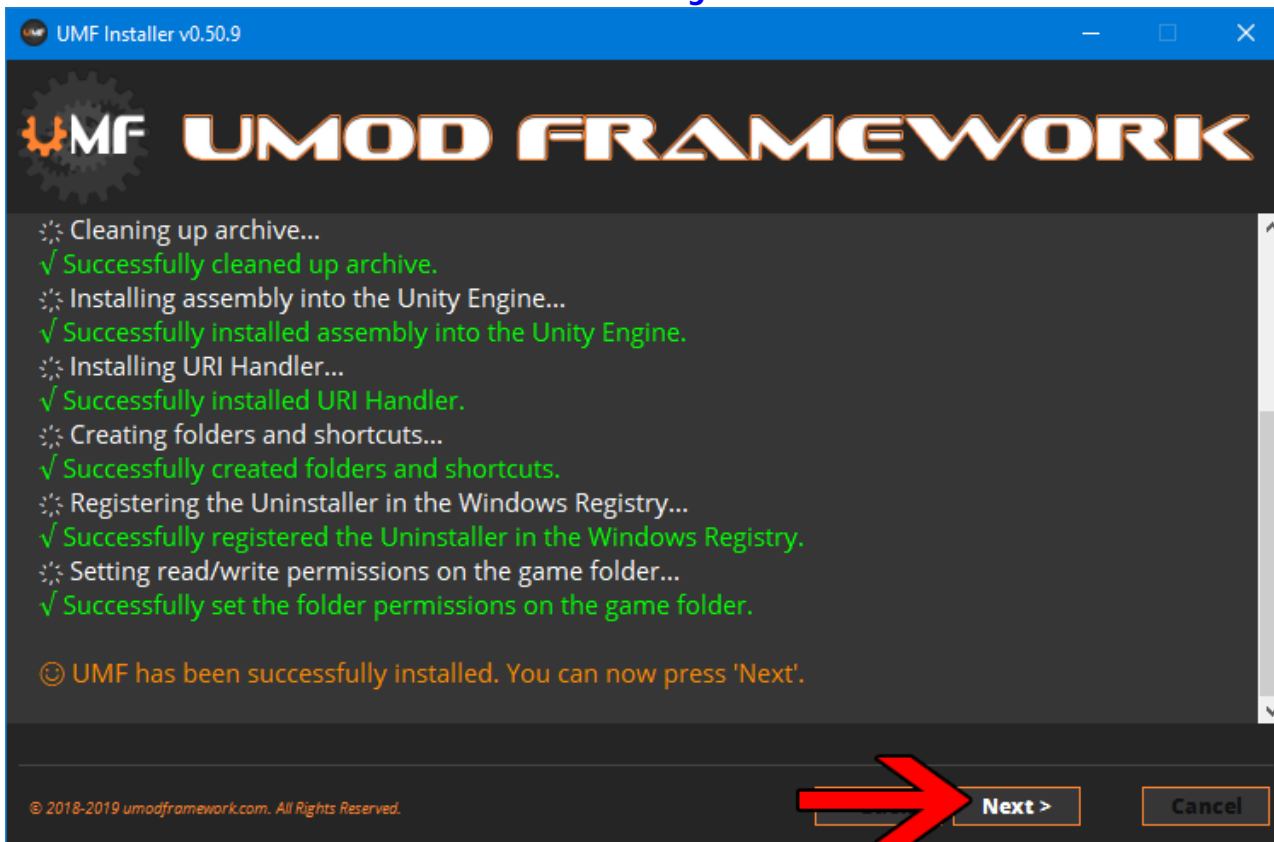 UMF Installer v0.50.9
UMF UMOD FRAMEWORK
Cleaning up archive...
√ Successfully cleaned up archive.
Installing assembly into the Unity Engine...
√ Successfully installed assembly into the Unity Engine.
Installing URI Handler...
√ Successfully installed URI Handler.
Creating folders and shortcuts...
√ Successfully created folders and shortcuts.
Registering the Uninstaller in the Windows Registry...
√ Successfully registered the Uninstaller in the Windows Registry.
Setting read/write permissions on the game folder...
√ Successfully set the folder permissions on the game folder.
☺ UMF has been successfully installed. You can now press 'Next'.
© 2018-2019 umodframework.com. All Rights Reserved.
Next > Cancel